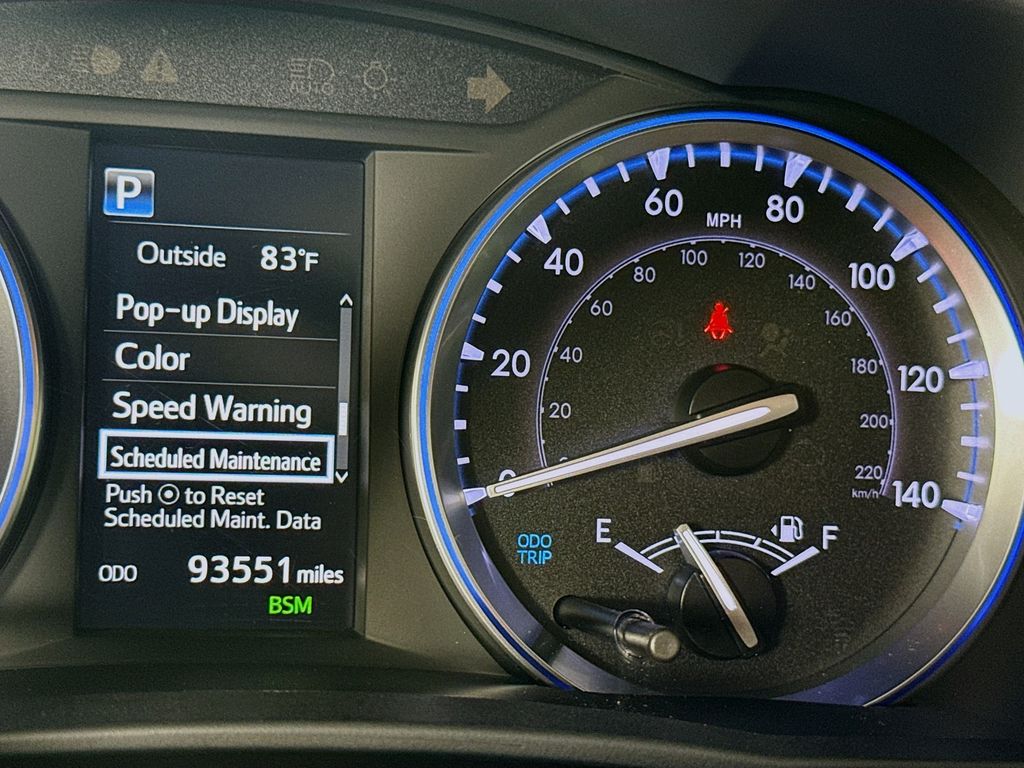 AUTO
P
Outside 83°F
Pop-up Display
Color
Speed Warning
Scheduled Maintenance
Push to Reset
Scheduled Maint. Data
ODO 93551 miles
BSM
0
20
40
60
80
100
120
140
MPH
20
40
60
80
100
120
140
160
180
200
220
km/h
ODO
TRIP
E
F